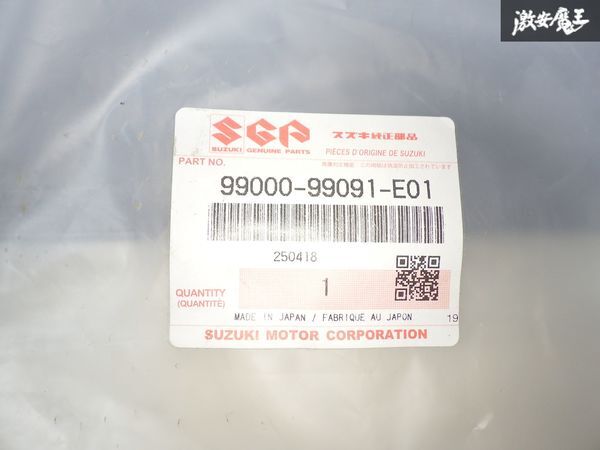 激安魔王
SGP
SUZUKI GENUINE PARTS
スズキ純正部品
PIÈCES D'ORIGINE DE SUZUKI
PART NO.
99000-99091-E01
250418
QUANTITY
(QUANTITÉ)
1
MADE IN JAPAN / FABRIQUE AU JAPON
19
SUZUKI MOTOR CORPORATION